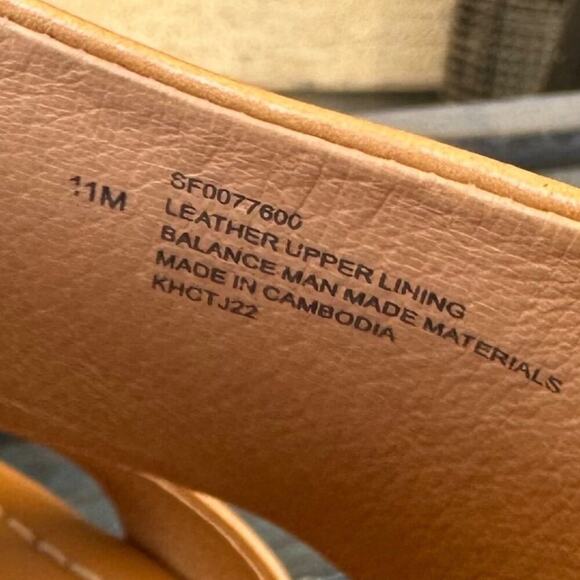 11M
SF0077600
LEATHER UPPER LINING
BALANCE MAN MADE MATERIALS
MADE IN CAMBODIA
KHCTJ22